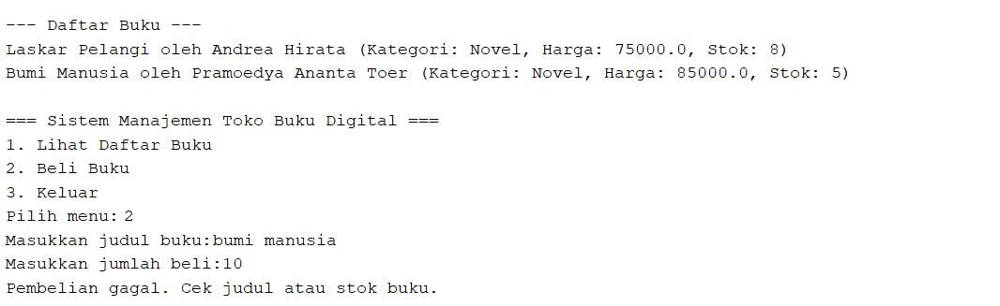 --- Daftar Buku ---
Laskar Pelangi oleh Andrea Hirata (Kategori: Novel, Harga: 75000.0, Stok: 8)
Bumi Manusia oleh Pramoedya Ananta Toer (Kategori: Novel, Harga: 85000.0, Stok: 5)
=== Sistem Manajemen Toko Buku Digital ===
1. Lihat Daftar Buku
2. Beli Buku
3. Keluar
Pilih menu: 2
Masukkan judul buku:bumi manusia
Masukkan jumlah beli:10
Pembelian gagal. Cek judul atau stok buku.